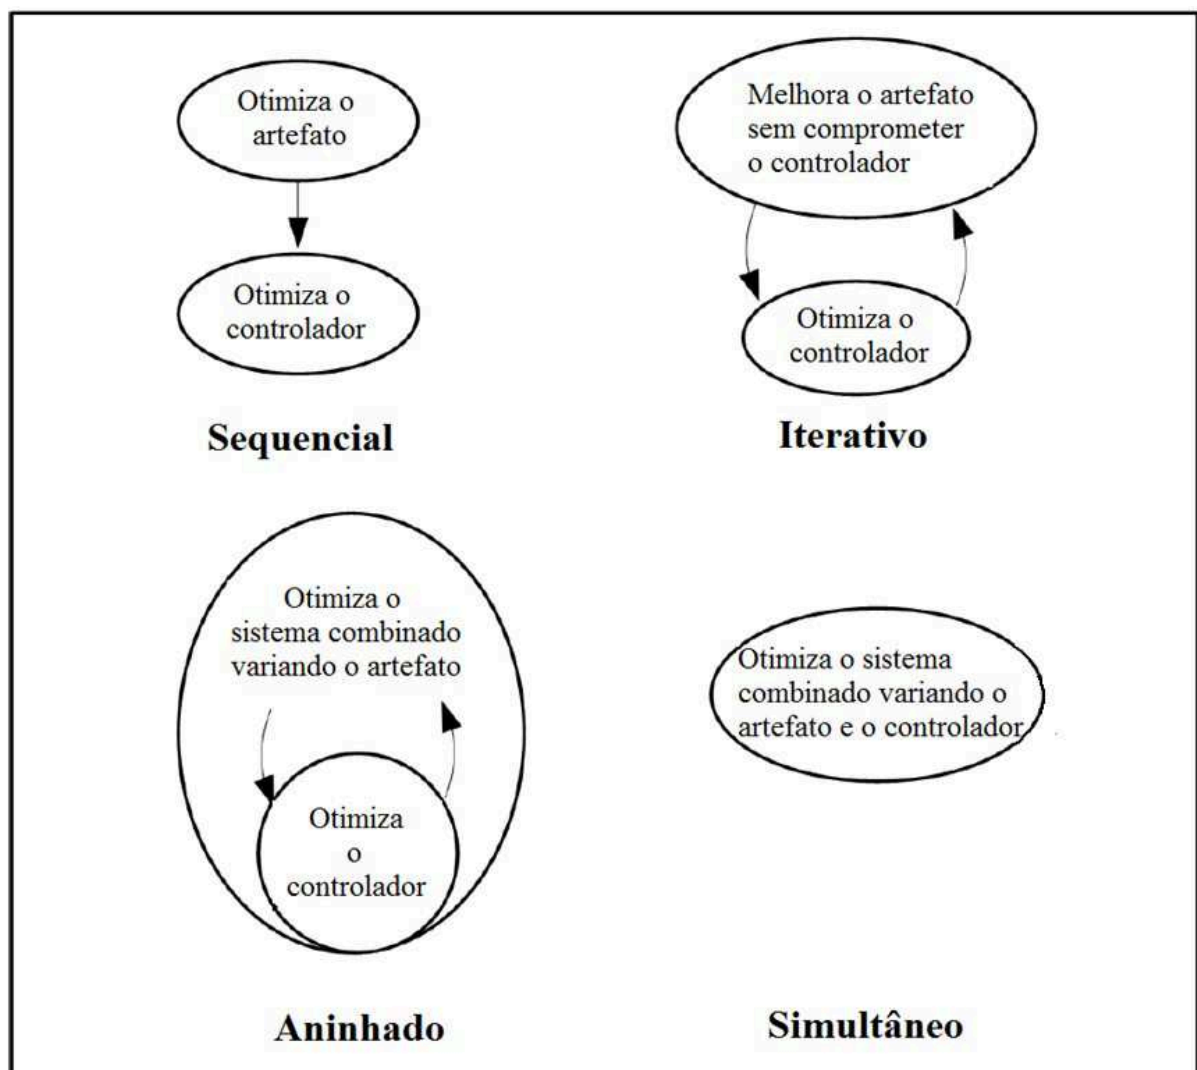 Otimiza o
artefato
Otimiza o
controlador
Sequencial
Melhora o artefato
sem comprometer
o controlador
Otimiza o
controlador
Iterativo
Otimiza o
sistema combinado
variando o artefato
Otimiza
o
controlador
Aninhado
Otimiza o sistema
combinado variando o
artefato e o controlador
Simultâneo